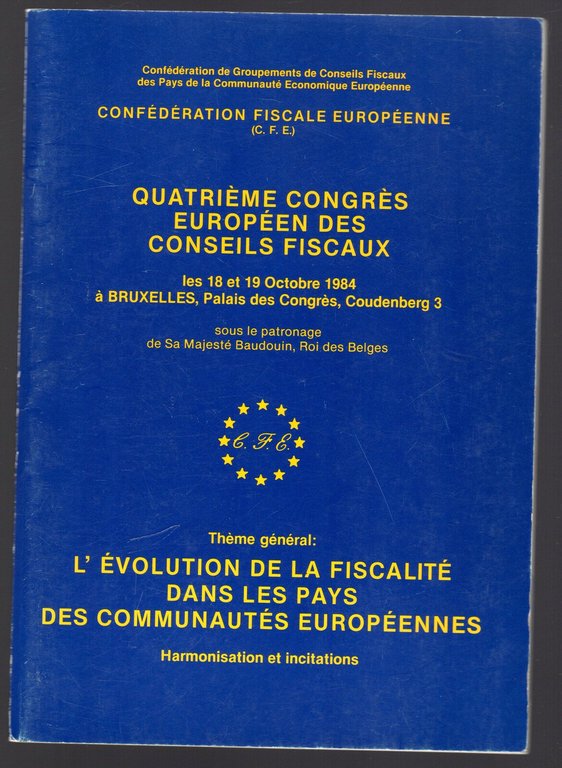 Confédération de Groupements de Conseils Fiscaux
des Pays de la Communauté Economique Européenne
CONFÉDÉRATION FISCALE EUROPÉENNE
(C. F. E.)
QUATRIÈME CONGRÈS
EUROPÉEN DES
CONSEILS FISCAUX
les 18 et 19 Octobre 1984
à BRUXELLES, Palais des Congrès, Coudenberg 3
sous le patronage
de Sa Majesté Baudouin, Roi des Belges
C. F. E.
Thème général:
L' ÉVOLUTION DE LA FISCALITÉ
DANS LES PAYS
DES COMMUNAUTÉS EUROPÉENNES
Harmonisation et incitations